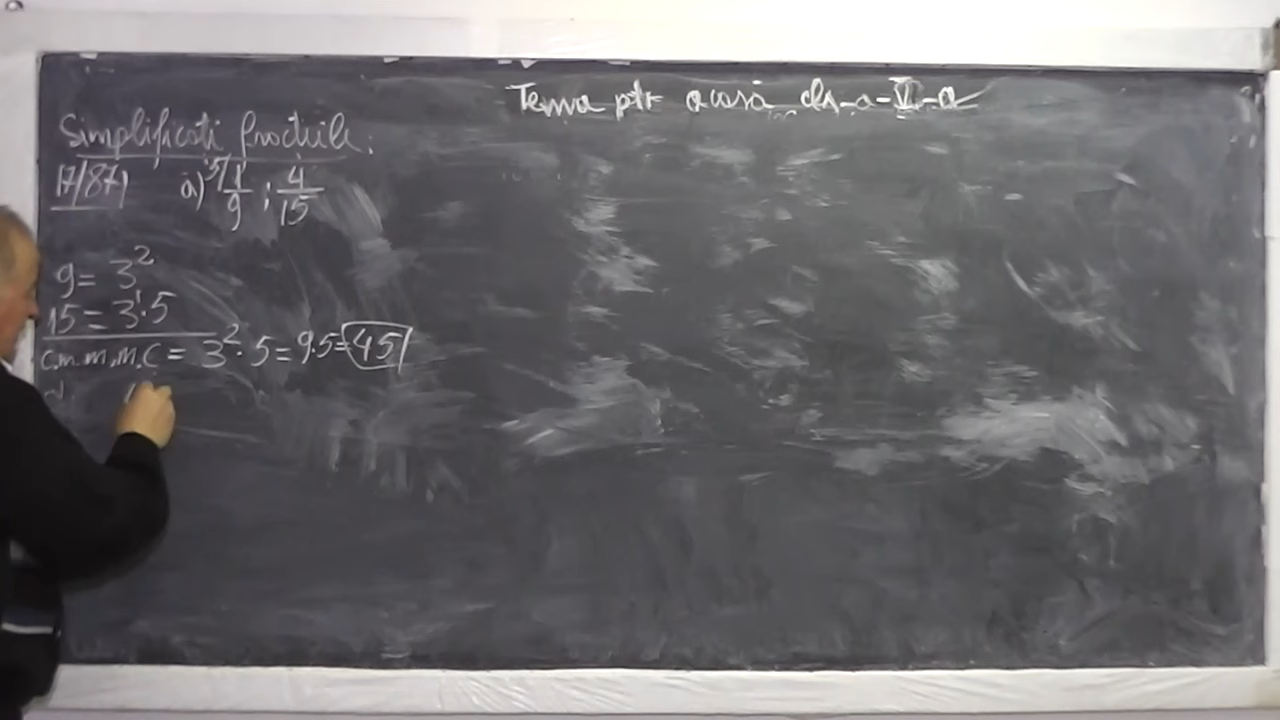 Tema ptr acasă cls-a-V-a
Simplificati fracțiile:
17/87) a) 5/ 1/9 ; 4/15
9 = 3²
15 = 3¹·5
c.m.m.m.C = 3²·5 = 9·5 = 45